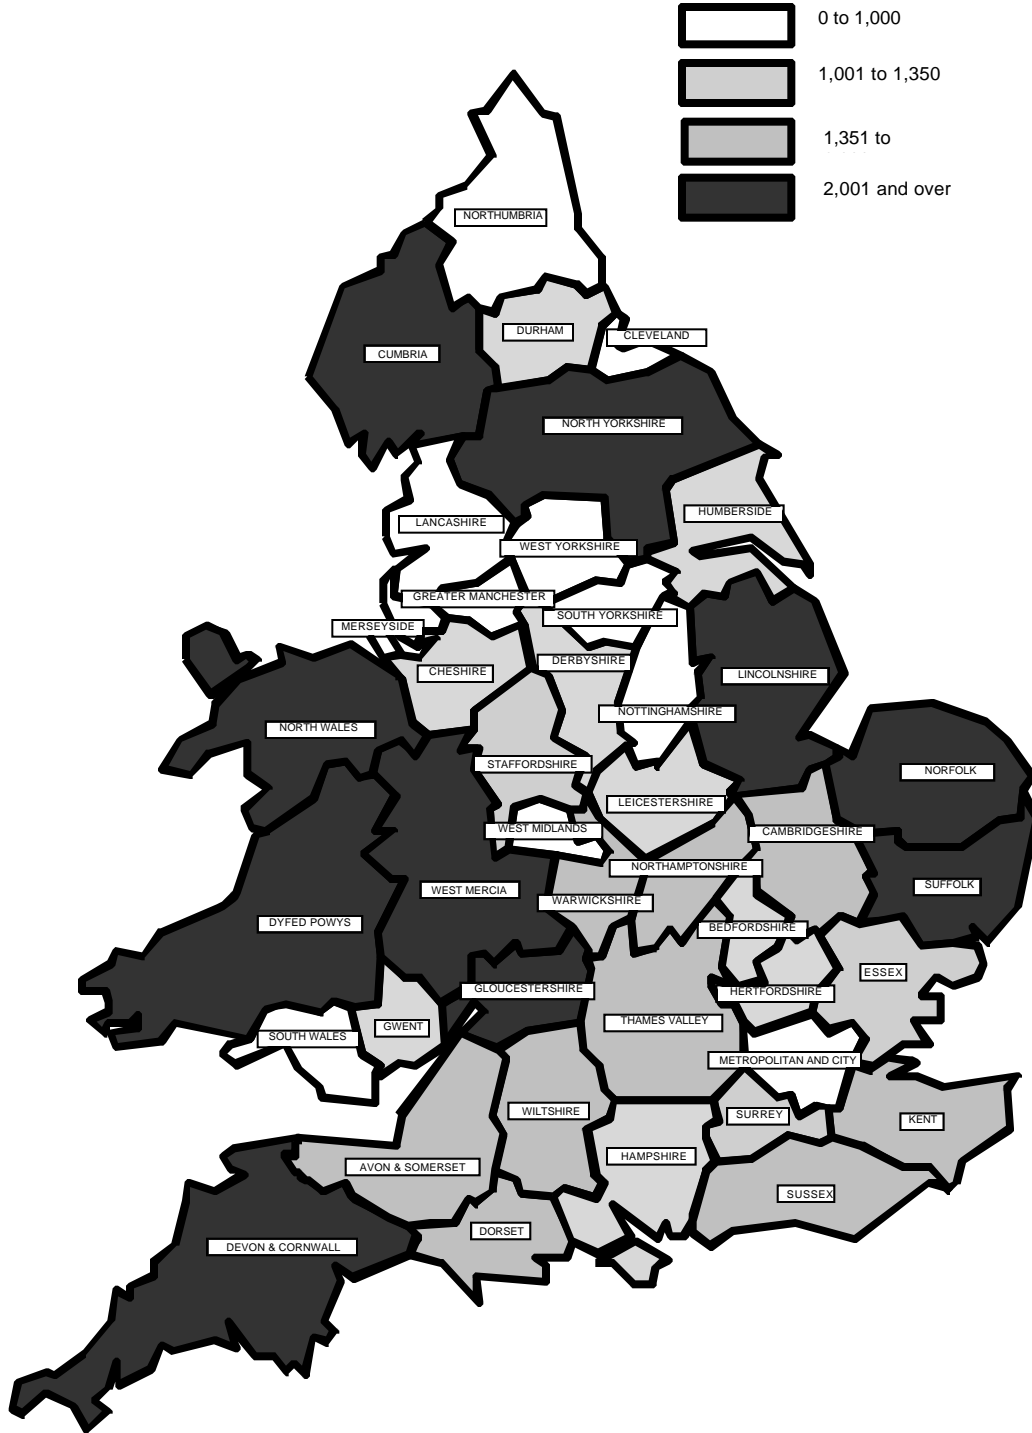 0 to 1,000
1,001 to 1,350
1,351 to
2,001 and over
NORTHUMBRIA
DURHAM
CLEVELAND
CUMBRIA
NORTH YORKSHIRE
HUMBERSIDE
LANCASHIRE
WEST YORKSHIRE
GREATER MANCHESTER
SOUTH YORKSHIRE
MERSEYSIDE
DERBYSHIRE
CHESHIRE
LINCOLNSHIRE
NOTTINGHAMSHIRE
NORTH WALES
STAFFORDSHIRE
NORFOLK
LEICESTERSHIRE
WEST MIDLANDS
CAMBRIDGESHIRE
NORTHAMPTONSHIRE
WEST MERCIA
SUFFOLK
WARWICKSHIRE
DYFED POWYS
BEDFORDSHIRE
ESSEX
GLOUCESTERSHIRE
HERTFORDSHIRE
GWENT
THAMES VALLEY
SOUTH WALES
METROPOLITAN AND CITY
WILTSHIRE
SURREY
KENT
HAMPSHIRE
AVON & SOMERSET
SUSSEX
DORSET
DEVON & CORNWALL